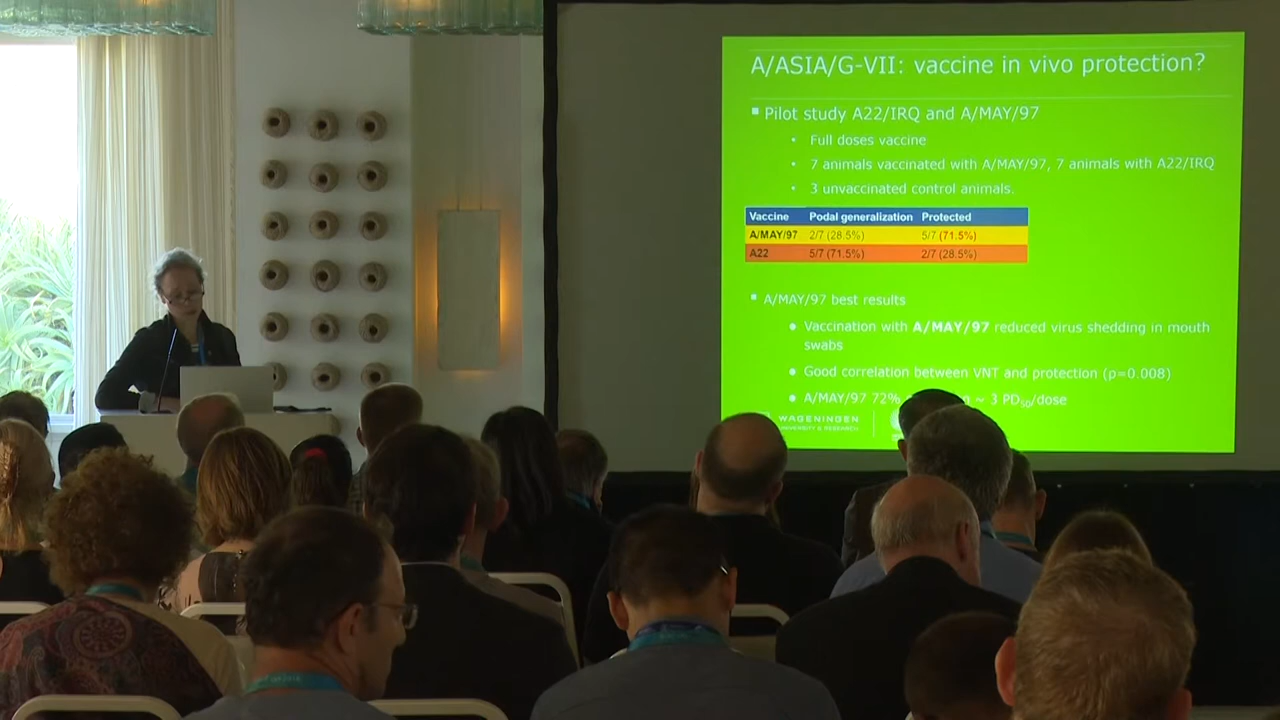 A/ASIA/G-VII: vaccine in vivo protection?
Pilot study A22/IRQ and A/MAY/97
Full doses vaccine
7 animals vaccinated with A/MAY/97, 7 animals with A22/IRQ
3 unvaccinated control animals.
Vaccine Podal generalization Protected
A/MAY/97 2/7 (28.5%) 5/7 (71.5%)
A22 5/7 (71.5%) 2/7 (28.5%)
A/MAY/97 best results
Vaccination with A/MAY/97 reduced virus shedding in mouth
swabs
Good correlation between VNT and protection (p=0.008)
A/MAY/97 72% ~ 3 PD50/dose
WAGENINGEN
UNIVERSITY & RESEARCH